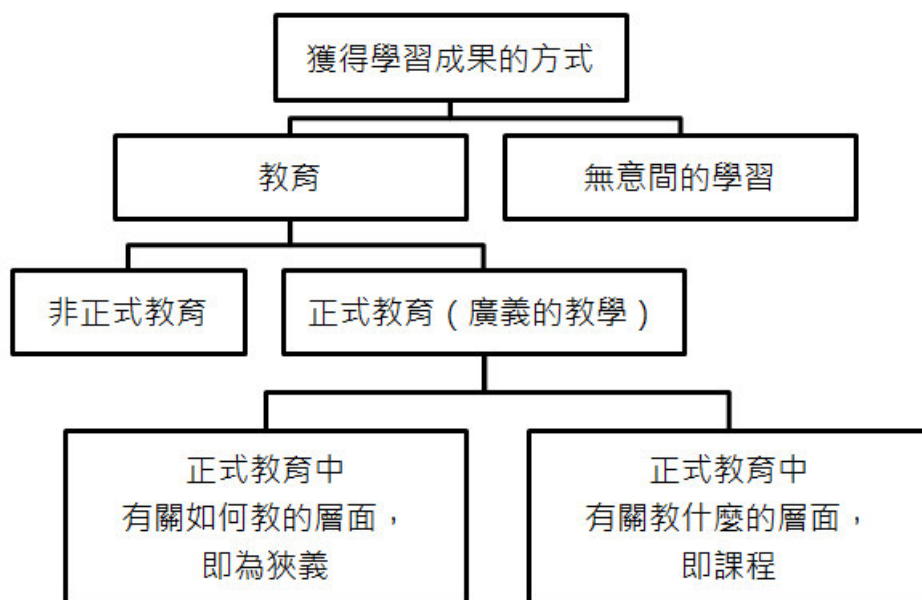 獲得學習成果的方式
教育
無意間的學習
非正式教育
正式教育（廣義的教學）
正式教育中
有關如何教的層面，
即為狹義
正式教育中
有關教什麼的層面，
即課程